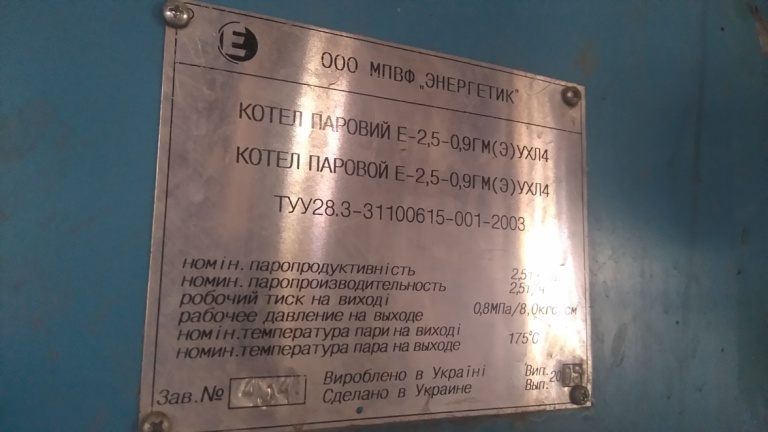 Е
ООО МПВФ „ЭНЕРГЕТИК"
КОТЕЛ ПАРОВИЙ Е-2,5-0,9ГМ(Э)УХЛ4
КОТЕЛ ПАРОВОЙ Е-2,5-0,9ГМ(Э)УХЛ4
ТУУ28.3-31100615-001-2003
номін. паропродуктивність 2,5т
номин. паропроизводительность 2,5т/ч
робочий тиск на виході
рабочее давление на выходе 0,8МПа/8,0кгс/см
номін.температура пари на виході 175°С
номин.температура пара на выходе
Зав.№
Вироблено в Україні Вип.
Сделано в Украине Вып. 2005